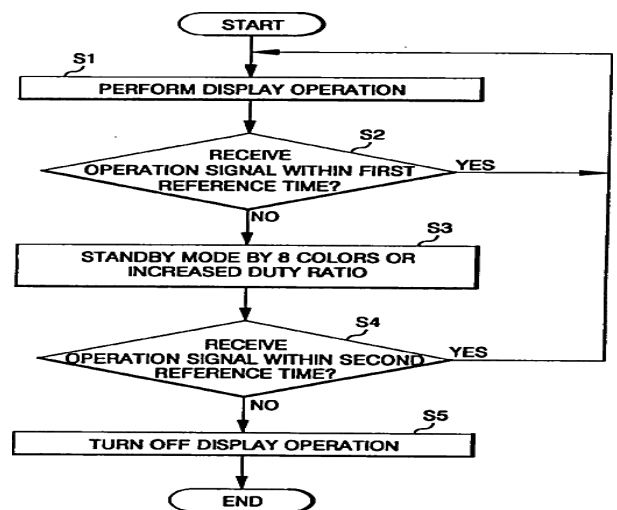 START
S1
PERFORM DISPLAY OPERATION
S2
RECEIVE
OPERATION SIGNAL WITHIN FIRST
REFERENCE TIME?
YES
NO
S3
STANDBY MODE BY 8 COLORS OR
INCREASED DUTY RATIO
S4
RECEIVE
OPERATION SIGNAL WITHIN SECOND
REFERENCE TIME?
YES
NO
S5
TURN OFF DISPLAY OPERATION
END